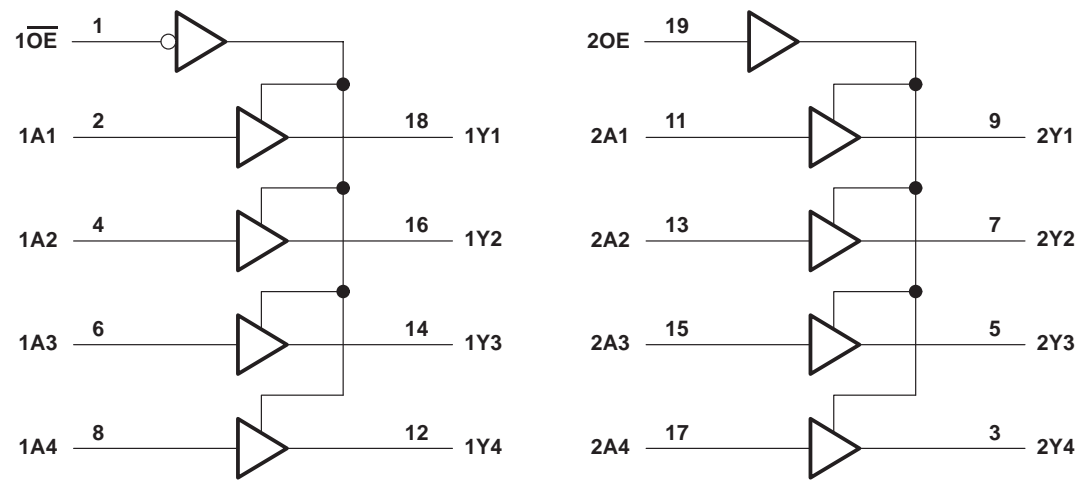 1O̅E̅ 1
1A1 2 18 1Y1
1A2 4 16 1Y2
1A3 6 14 1Y3
1A4 8 12 1Y4
2OE 19
2A1 11 9 2Y1
2A2 13 7 2Y2
2A3 15 5 2Y3
2A4 17 3 2Y4